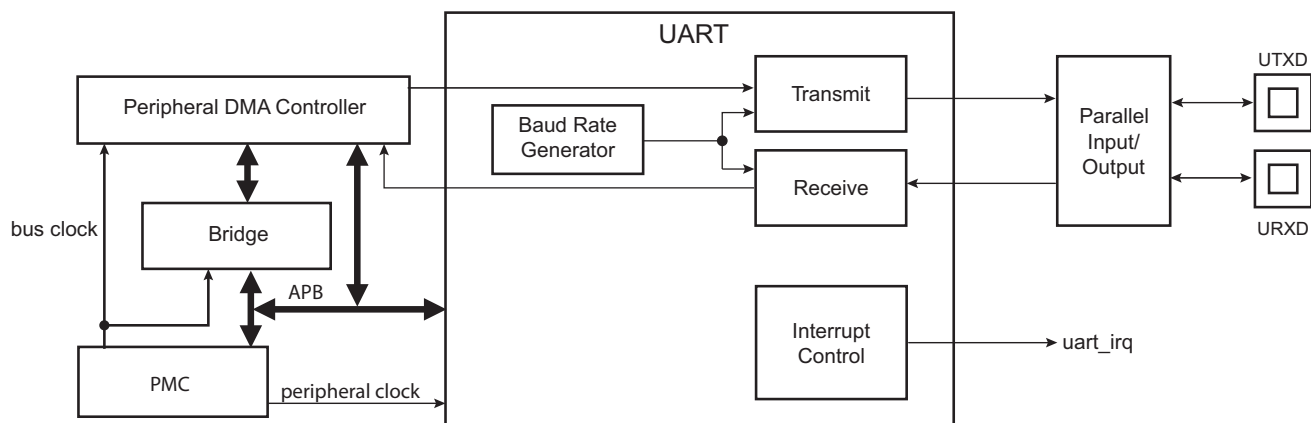 UART
UTXD
Peripheral DMA Controller
Transmit
Baud Rate
Generator
Parallel
Input/
Output
Receive
bus clock
Bridge
URXD
APB
Interrupt
Control
uart_irq
PMC
peripheral clock